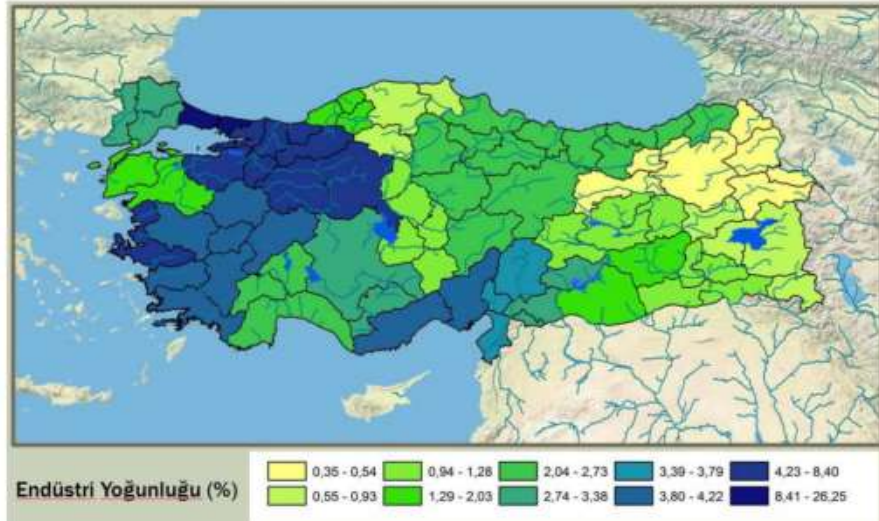 Endüstri Yoğunluğu (%)
0,35 - 0,54
0,94 - 1,28
2,04 - 2,73
3,39 - 3,79
4,23 - 8,40
0,55 - 0,93
1,29 - 2,03
2,74 - 3,38
3,80 - 4,22
8,41 - 26,25